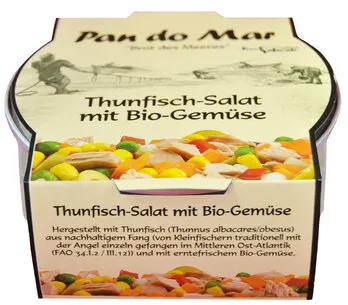 Pan do Mar
"Brot des Meeres"
Thunfisch-Salat
mit Bio-Gemüse
Thunfisch-Salat mit Bio-Gemüse
Hergestellt mit Thunfisch (Thunnus albacares/obesus)
aus nachhaltigem Fang (von Kleinfischern traditionell mit
der Angel einzeln gefangen im Mittleren Ost-Atlantik
(FAO 34.1.2 / III.12)) und mit erntefrischem Bio-Gemüse.